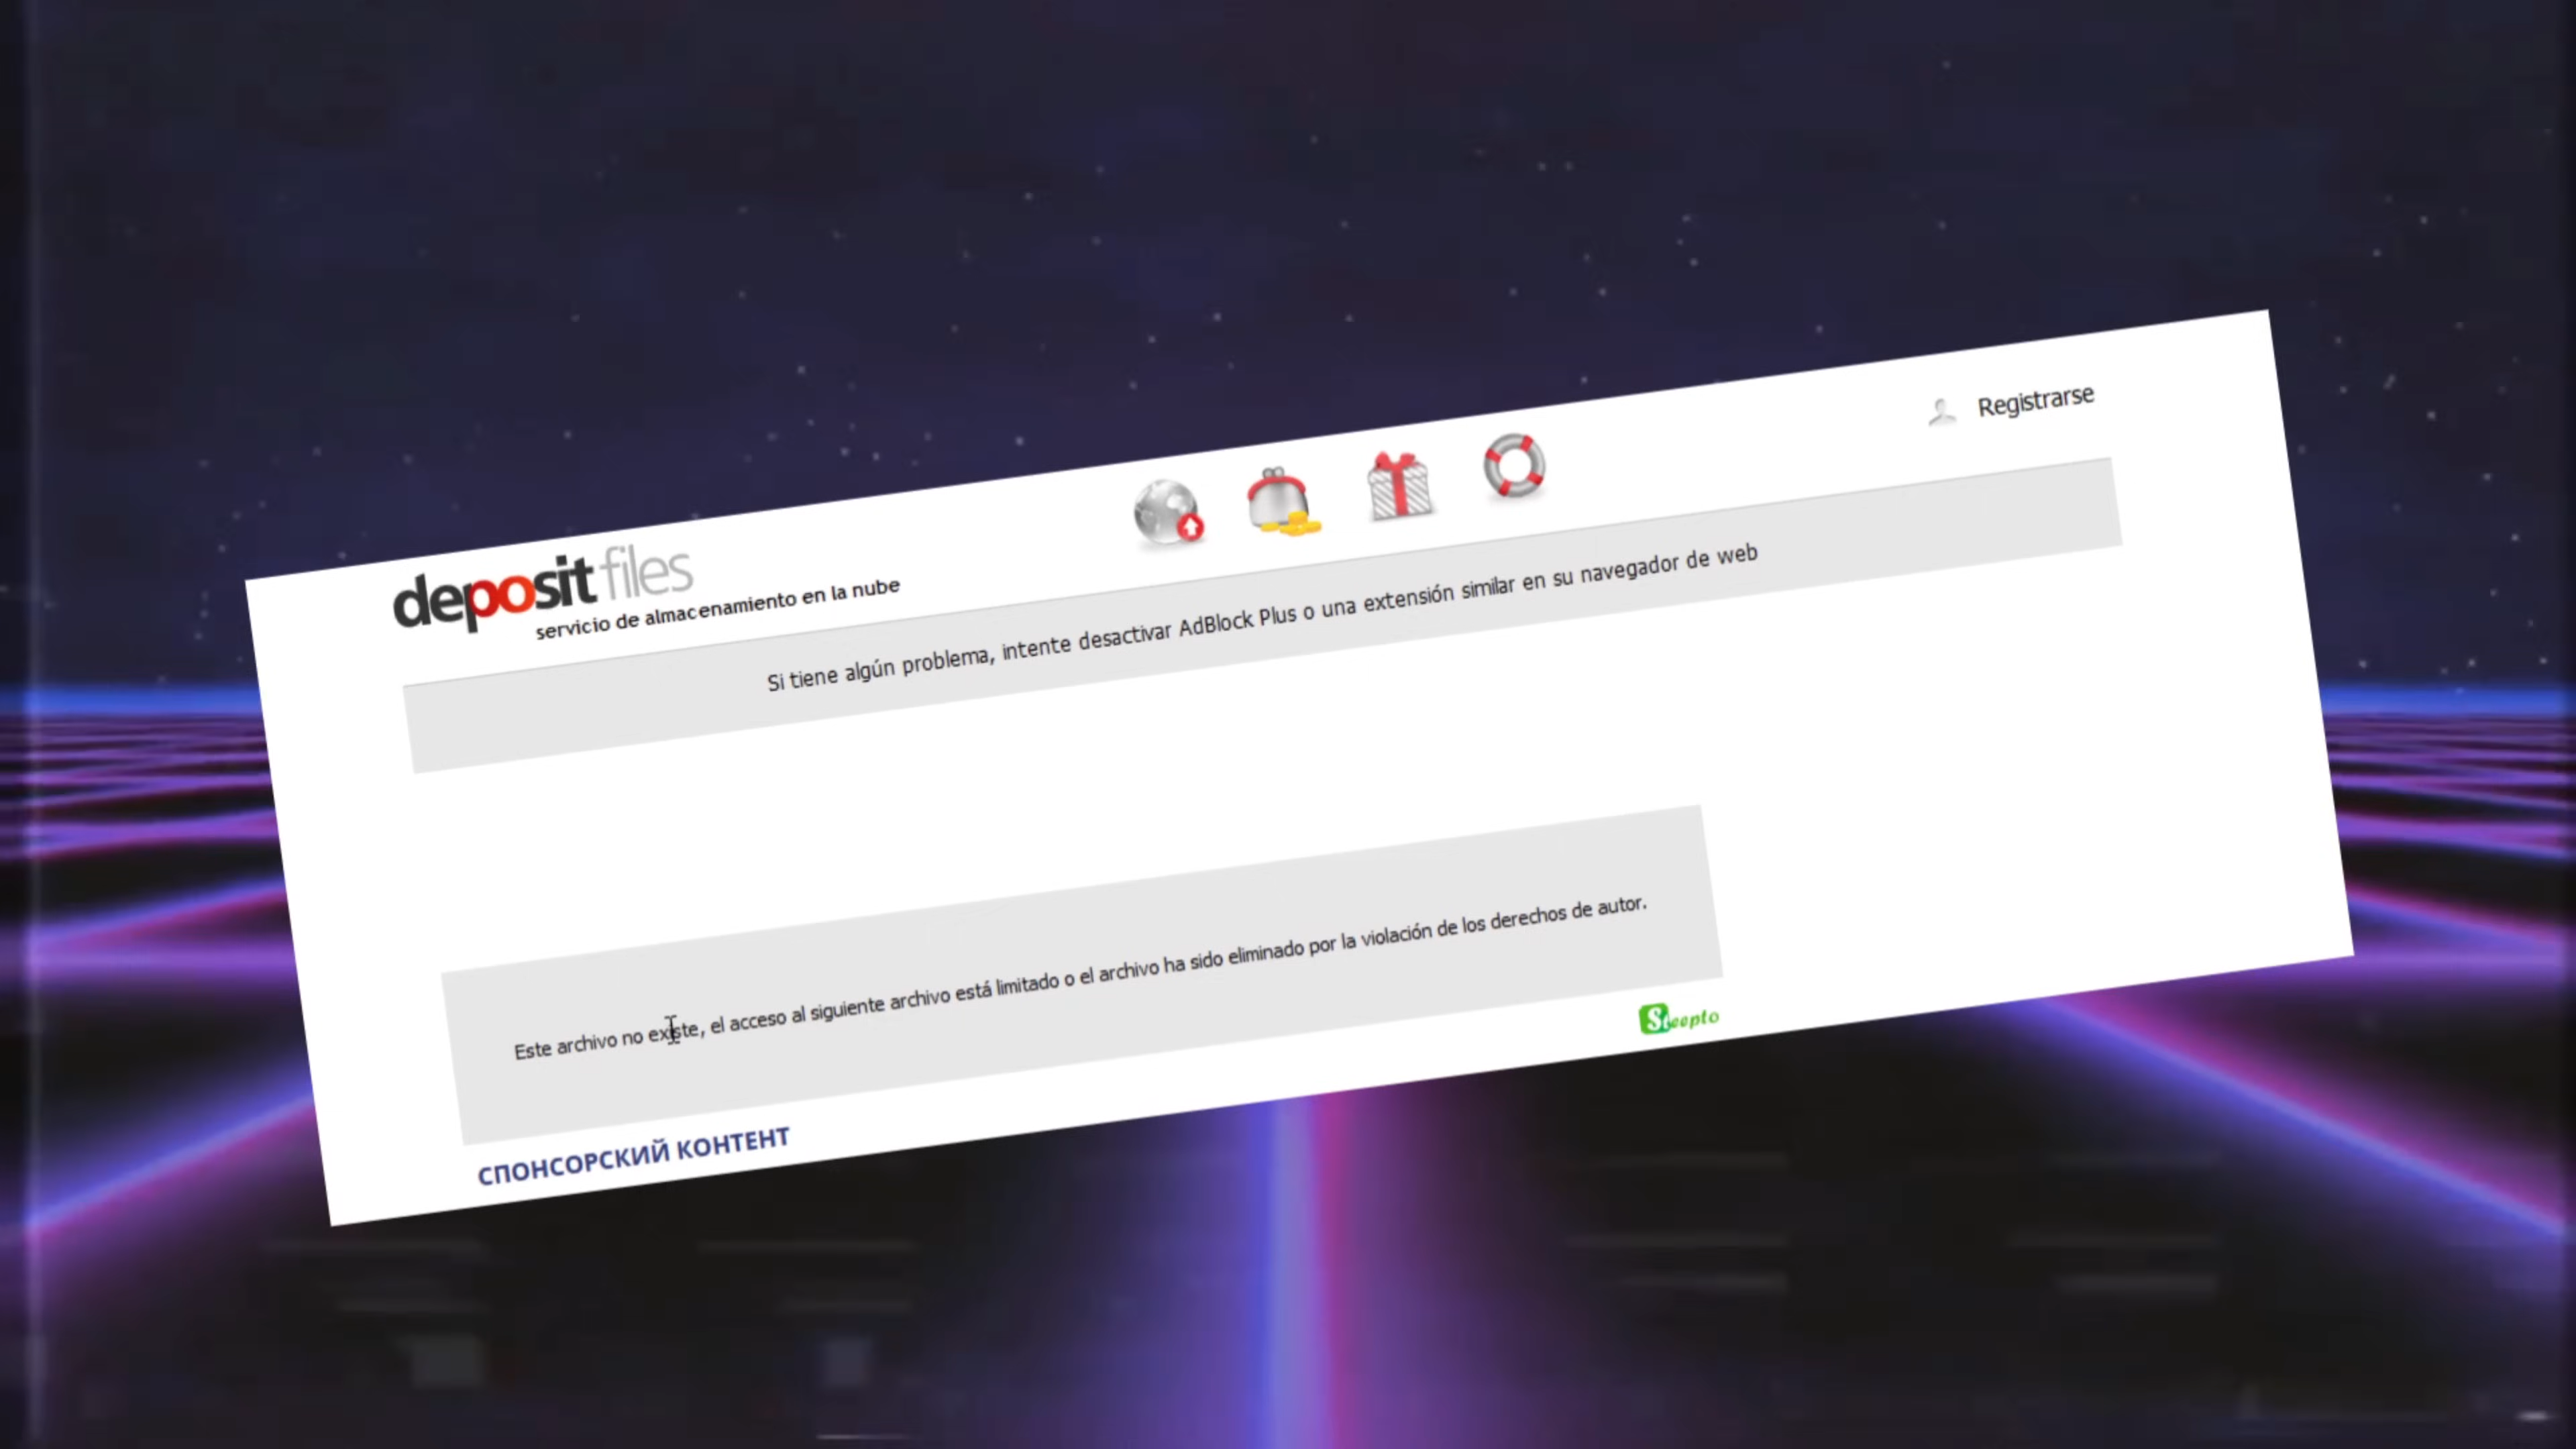 Registrarse
depositfiles
servicio de almacenamiento en la nube
Si tiene algún problema, intente desactivar AdBlock Plus o una extensión similar en su navegador de web
Este archivo no existe, el acceso al siguiente archivo está limitado o el archivo ha sido eliminado por la violación de los derechos de autor.
Steepto
СПОНСОРСКИЙ КОНТЕНТ